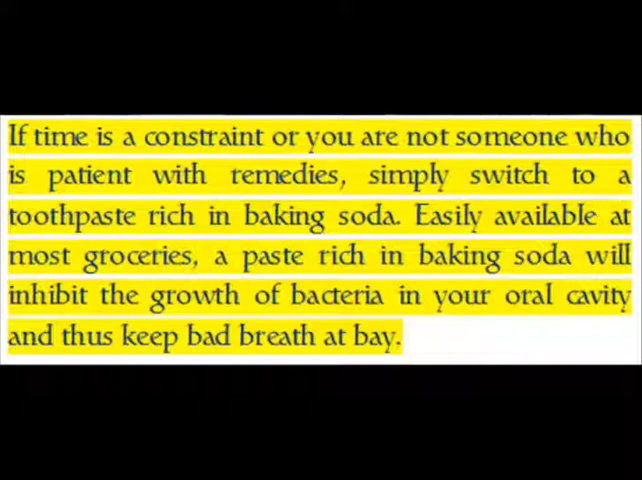 If time is a constraint or you are not someone who
is patient with remedies, simply switch to a
toothpaste rich in baking soda. Easily available at
most groceries, a paste rich in baking soda will
inhibit the growth of bacteria in your oral cavity
and thus keep bad breath at bay.